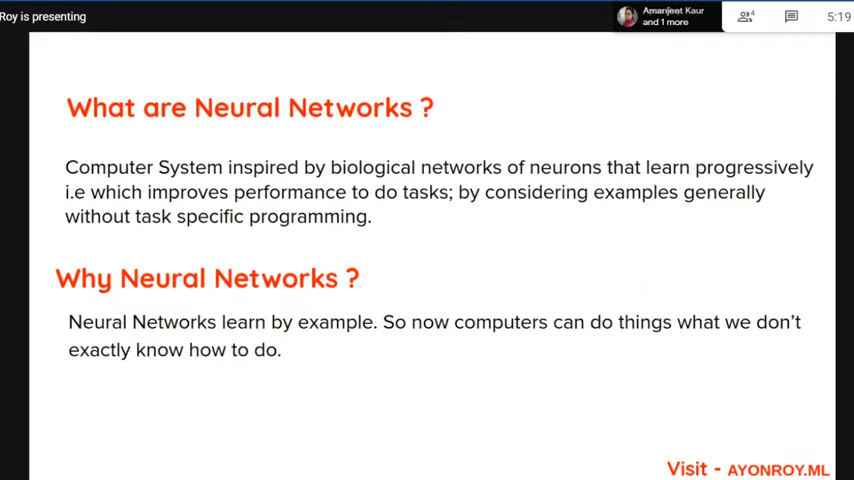 Roy is presenting
Amanjeet Kaur
and 1 more
4
5:19
What are Neural Networks ?
Computer System inspired by biological networks of neurons that learn progressively
i.e which improves performance to do tasks; by considering examples generally
without task specific programming.
Why Neural Networks ?
Neural Networks learn by example. So now computers can do things what we don't
exactly know how to do.
Visit - AYONROY.ML